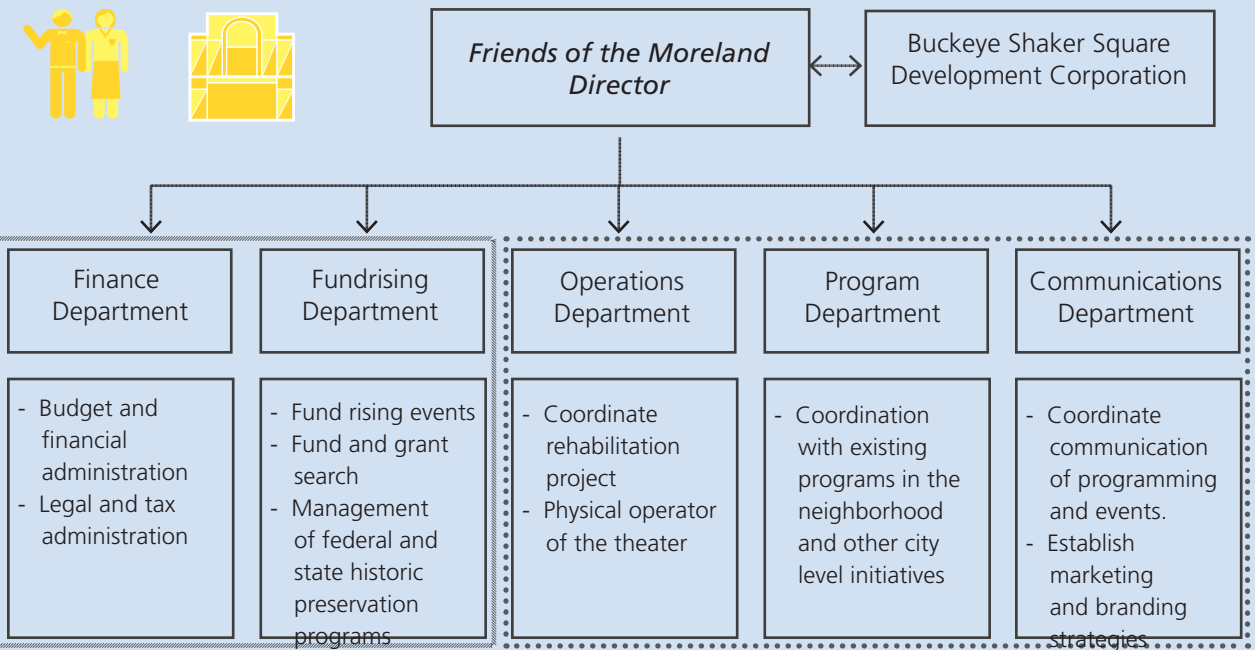 Friends of the Moreland
Director
Buckeye Shaker Square
Development Corporation
Finance
Department
Fundrising
Department
Operations
Department
Program
Department
Communications
Department
- Budget and
financial
administration
- Legal and tax
administration
- Fund rising events
- Fund and grant
search
- Management
of federal and
state historic
preservation
programs
- Coordinate
rehabilitation
project
- Physical operator
of the theater
- Coordination
with existing
programs in the
neighborhood
and other city
level initiatives
- Coordinate
communication
of programming
and events.
- Establish
marketing
and branding
strategies